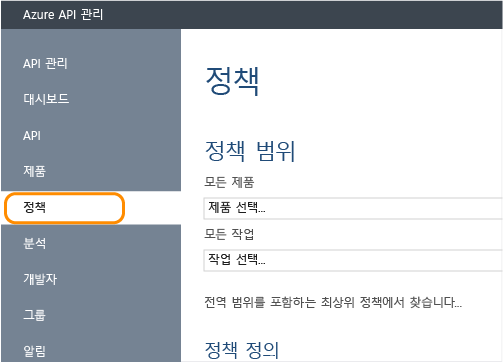 Azure API 관리
API 관리
대시보드
API
제품
정책
분석
개발자
그룹
알림
정책
정책 범위
모든 제품
제품 선택...
모든 작업
작업 선택...
전역 범위를 포함하는 최상위 정책에서 찾습니다...
정책 정의